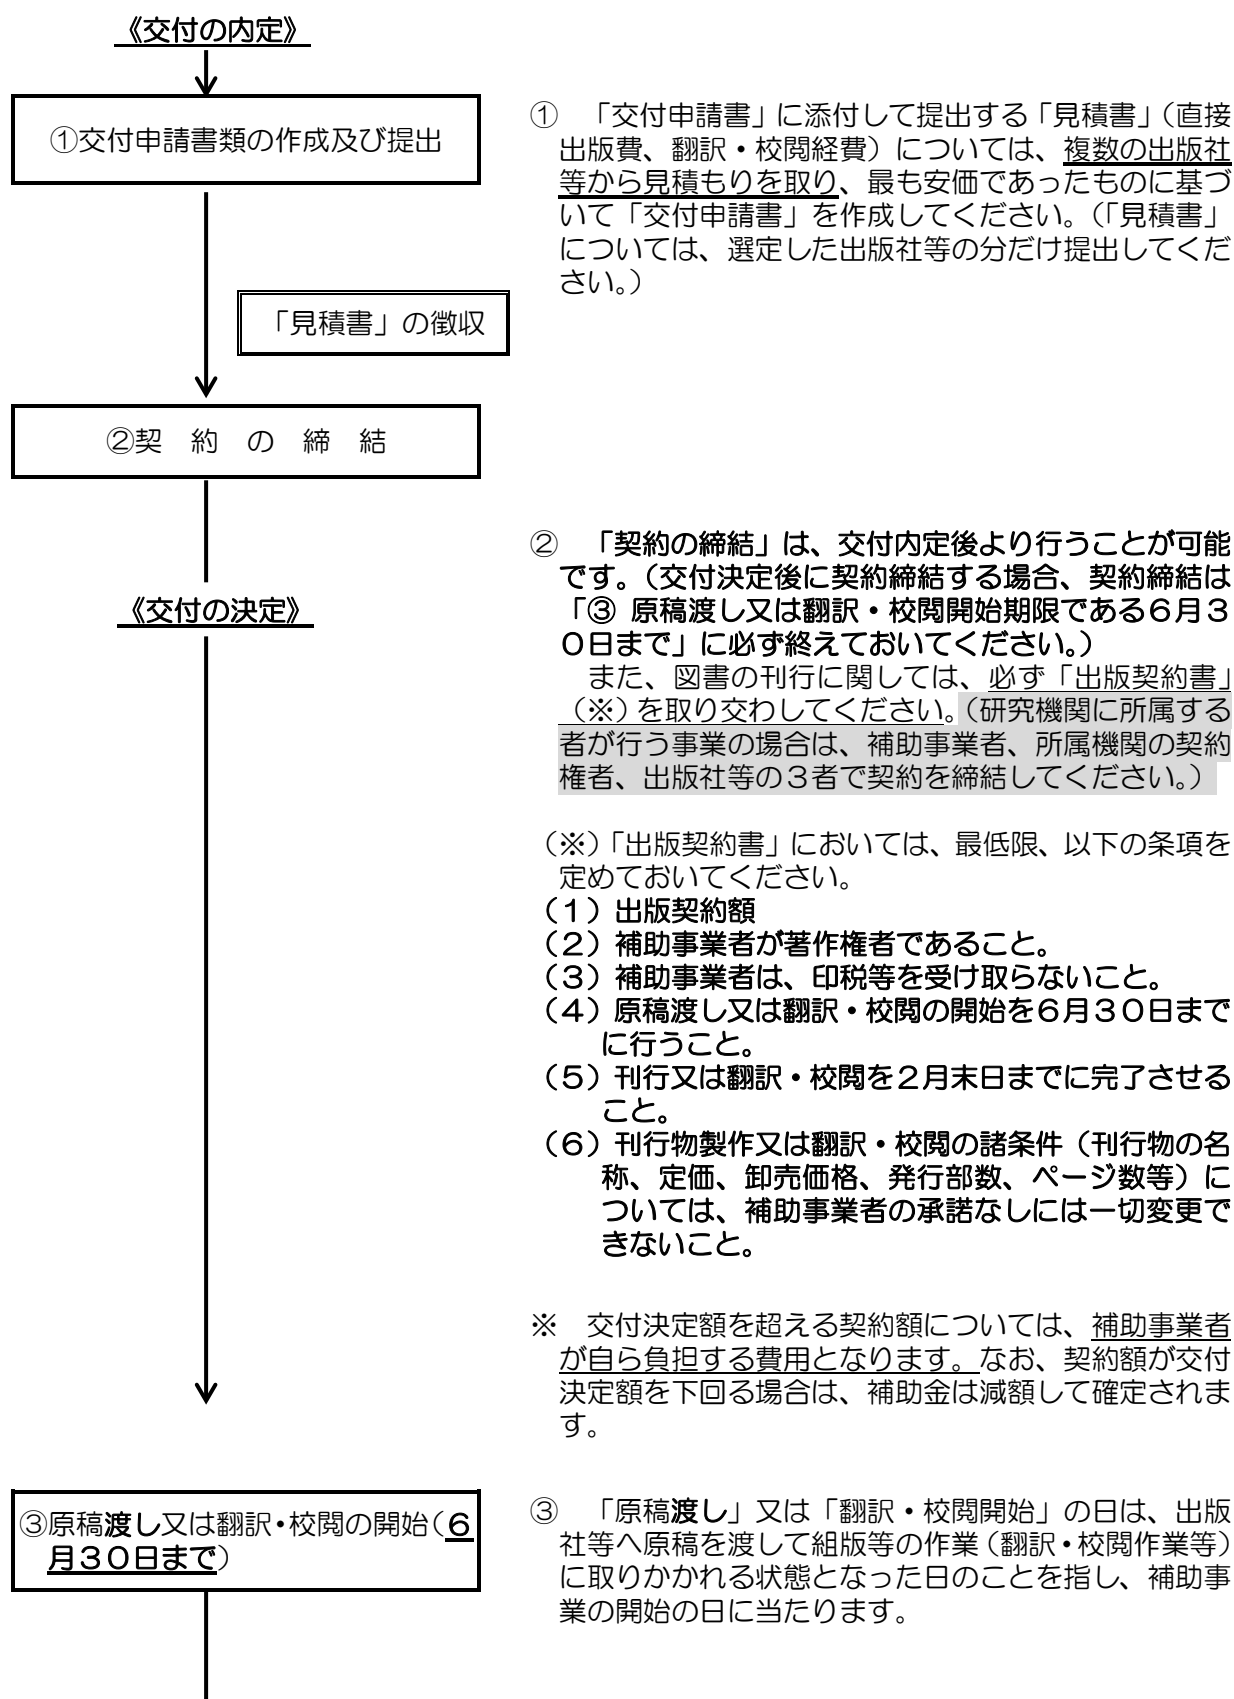 《交付の内定》
①交付申請書類の作成及び提出
① 「交付申請書」に添付して提出する「見積書」（直接
出版費、翻訳・校閲経費）については、複数の出版社
等から見積もりを取り、最も安価であったものに基づ
いて「交付申請書」を作成してください。（「見積書」
については、選定した出版社等の分だけ提出してくだ
さい。）
「見積書」の徴収
②契　約　の　締　結
② 「契約の締結」は、交付内定後より行うことが可能
です。（交付決定後に契約締結する場合、契約締結は
「③ 原稿渡し又は翻訳・校閲開始期限である６月３
０日まで」に必ず終えておいてください。）
また、図書の刊行に関しては、必ず「出版契約書」
（※）を取り交わしてください。（研究機関に所属する
者が行う事業の場合は、補助事業者、所属機関の契約
権者、出版社等の３者で契約を締結してください。）
《交付の決定》
（※）「出版契約書」においては、最低限、以下の条項を
定めておいてください。
（１）出版契約額
（２）補助事業者が著作権者であること。
（３）補助事業者は、印税等を受け取らないこと。
（４）原稿渡し又は翻訳・校閲の開始を６月３０日まで
に行うこと。
（５）刊行又は翻訳・校閲を２月末日までに完了させる
こと。
（６）刊行物製作又は翻訳・校閲の諸条件（刊行物の名
称、定価、卸売価格、発行部数、ページ数等）に
ついては、補助事業者の承諾なしには一切変更で
きないこと。
※　交付決定額を超える契約額については、補助事業者
が自ら負担する費用となります。なお、契約額が交付
決定額を下回る場合は、補助金は減額して確定されま
す。
③原稿渡し又は翻訳・校閲の開始（６
月３０日まで）
③ 「原稿渡し」又は「翻訳・校閲開始」の日は、出版
社等へ原稿を渡して組版等の作業（翻訳・校閲作業等）
に取りかかれる状態となった日のことを指し、補助事
業の開始の日に当たります。